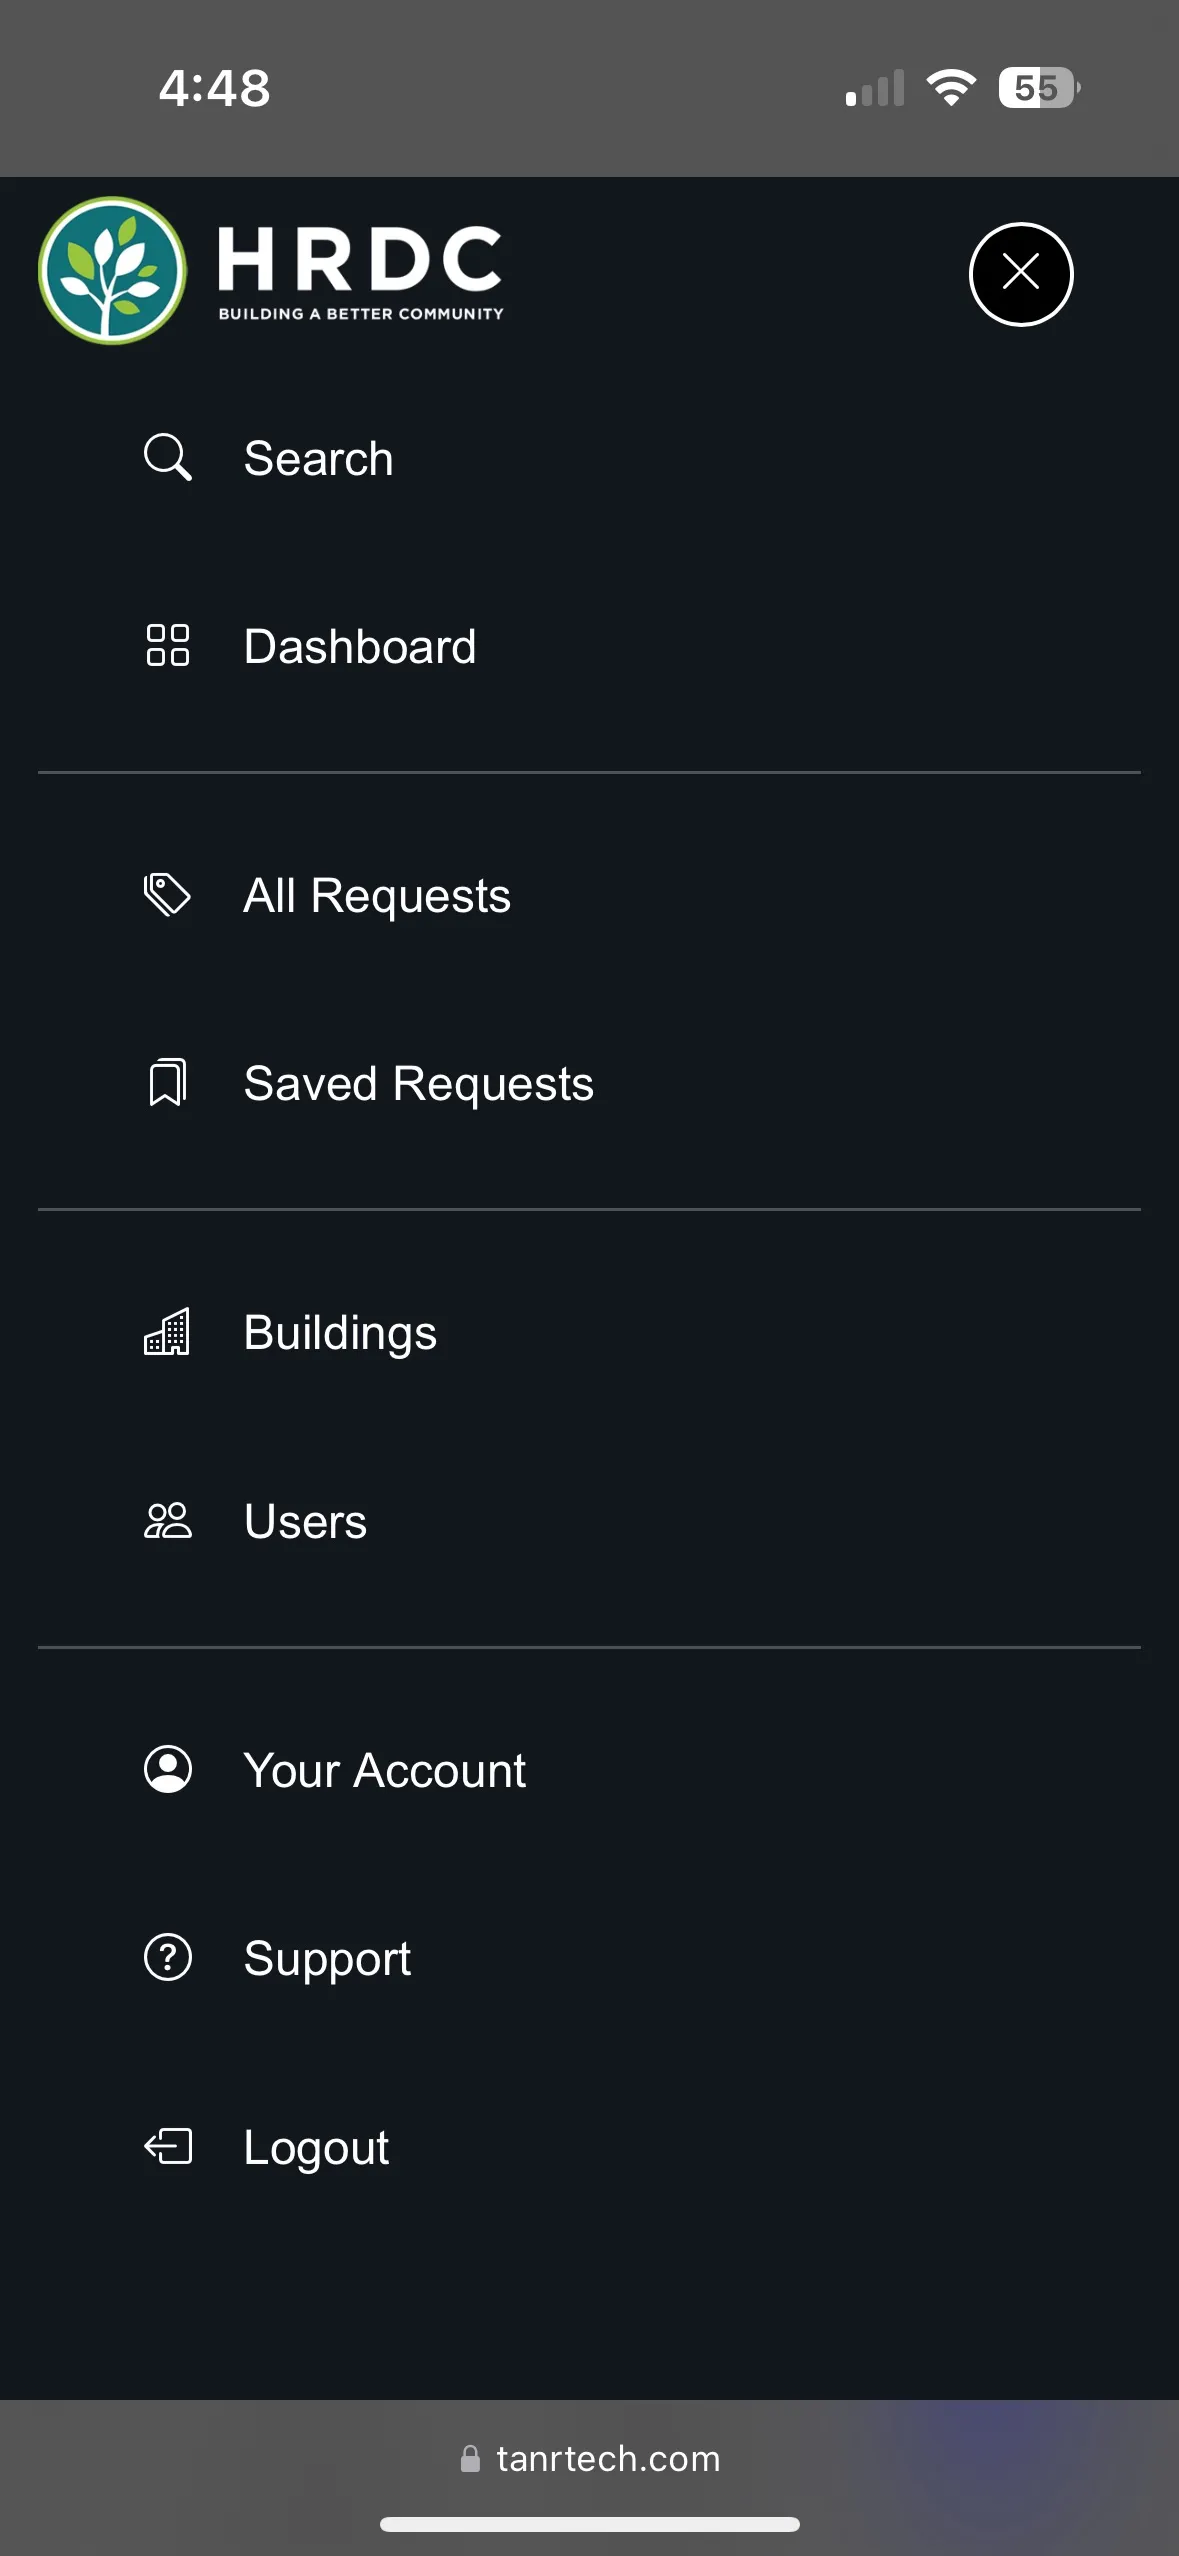 4:48
55
HRDC
BUILDING A BETTER COMMUNITY
Search
Dashboard
All Requests
Saved Requests
Buildings
Users
Your Account
Support
Logout
tanrtech.com